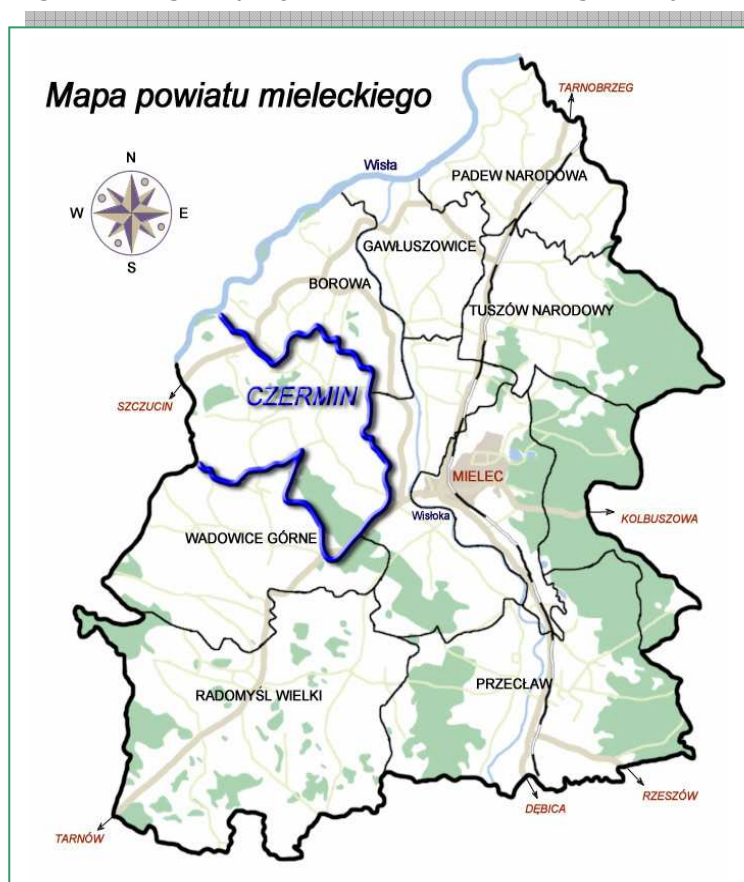 Mapa powiatu mieleckiego
TARNOBRZEG
N
W E
S
Wisła
PADEW NARODOWA
GAWŁUSZOWICE
BOROWA
TUSZÓW NARODOWY
CZERMIN
SZCZUCIN
MIELEC
Wisłoka
KOLBUSZOWA
WADOWICE GÓRNE
RADOMYŚL WIELKI
PRZECŁAW
RZESZÓW
DĘBICA
TARNÓW